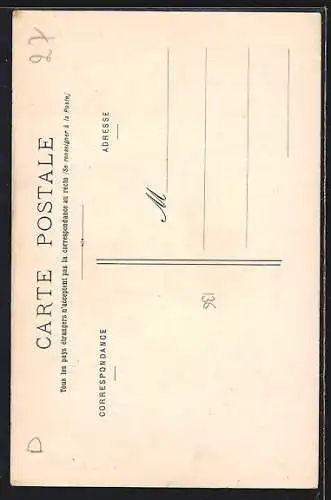 27
CARTE POSTALE
Tous les pays étrangers n'acceptent pas la correspondance au recto (Se renseigner à la Poste)
CORRESPONDANCE
ADRESSE
M
136
D